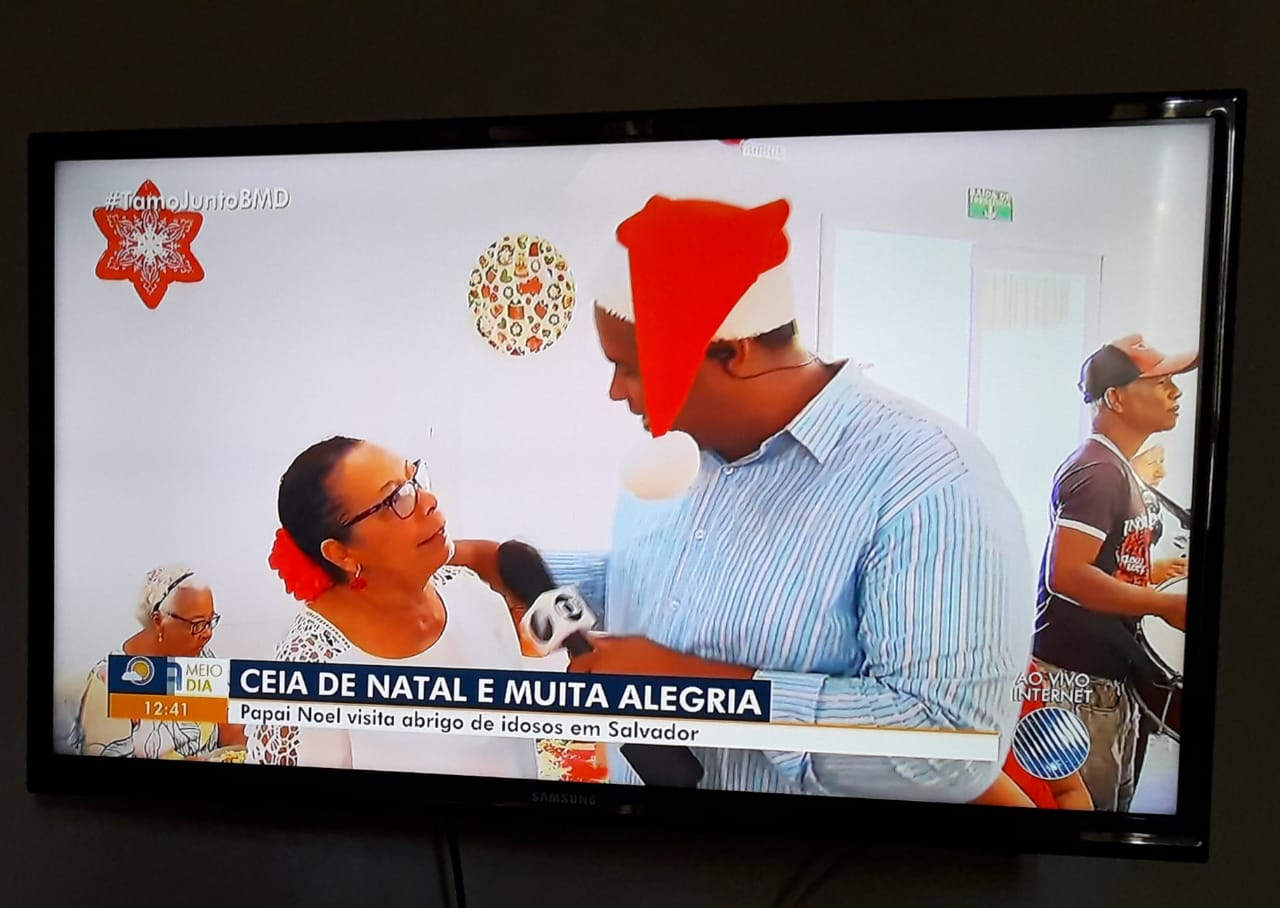 #TamoJuntoBMD
MEIO
DIA
12:41
CEIA DE NATAL E MUITA ALEGRIA
Papai Noel visita abrigo de idosos em Salvador
AO VIVO
INTERNET
SAMSUNG